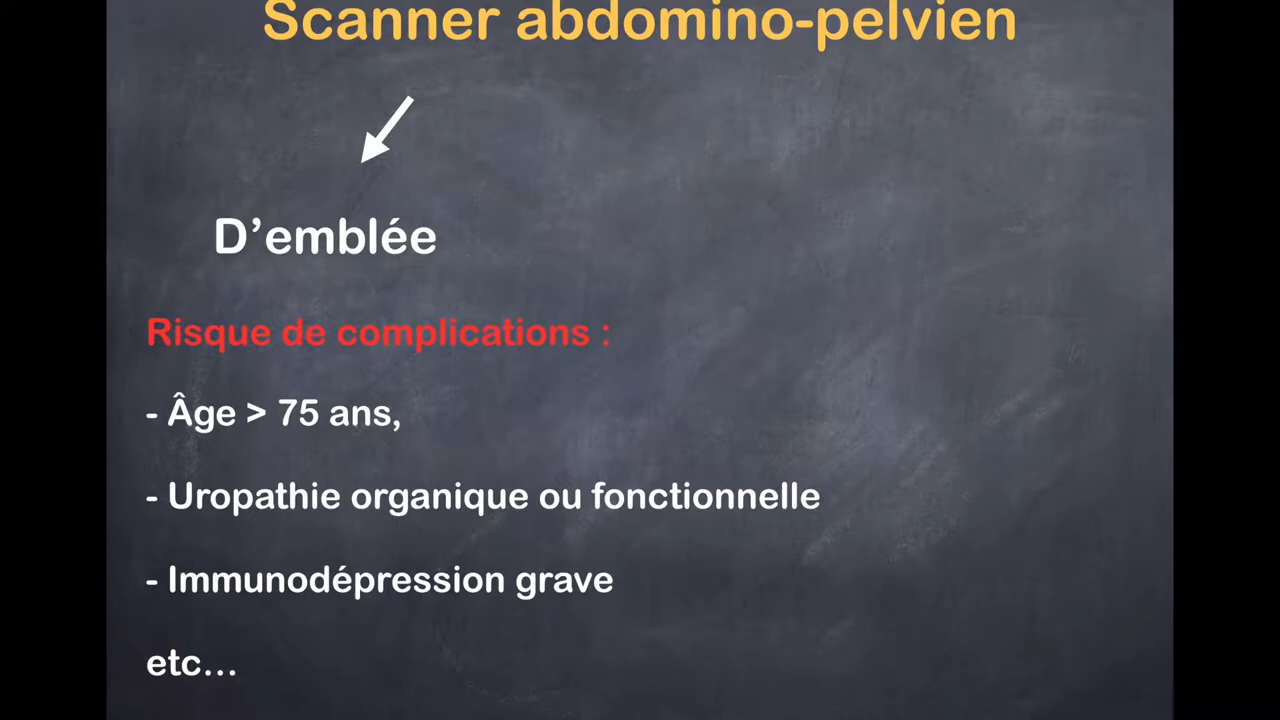 Scanner abdomino-pelvien
D’emblée
Risque de complications :
- Âge > 75 ans,
- Uropathie organique ou fonctionnelle
- Immunodépression grave
etc...